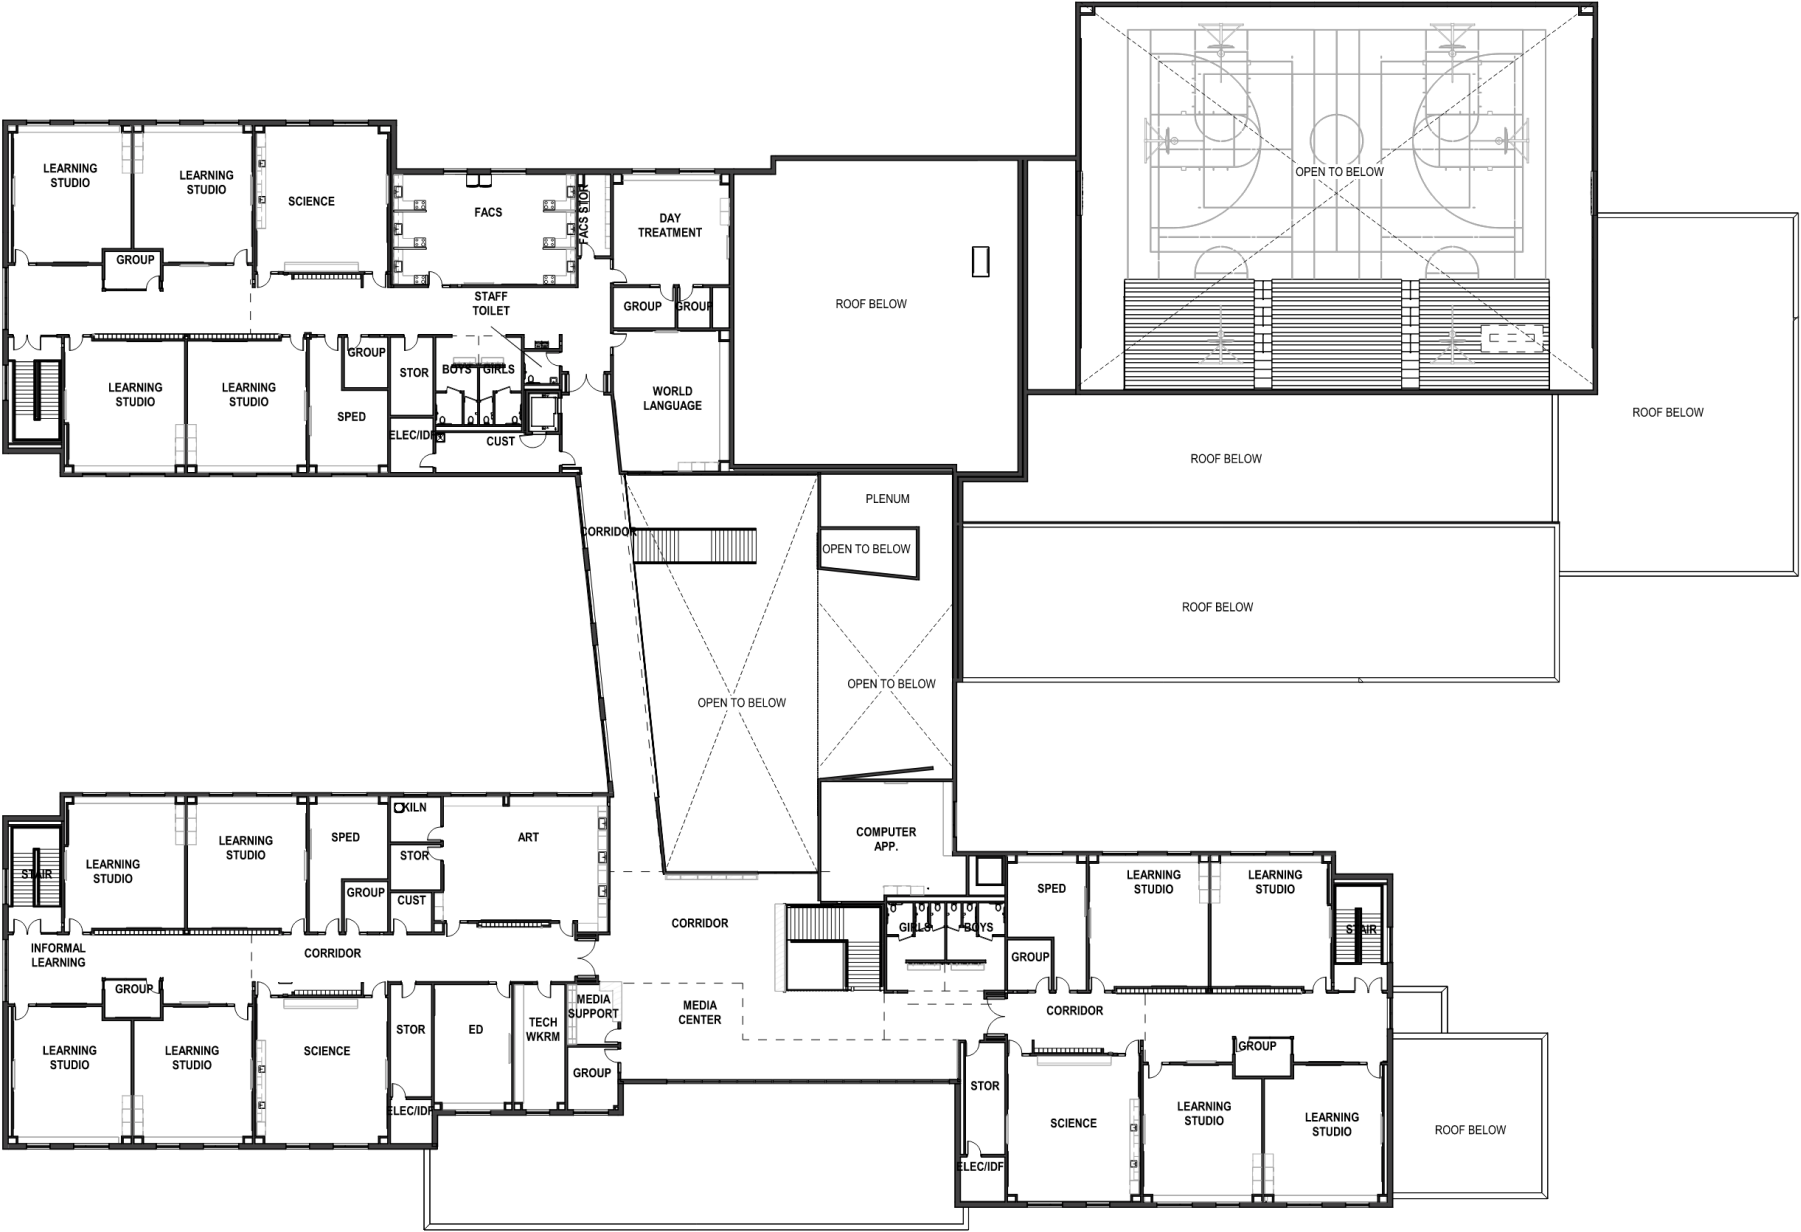 OPEN TO BELOW
LEARNING
STUDIO
LEARNING
STUDIO
SCIENCE
FACS
FACS STOR
DAY
TREATMENT
GROUP
STAFF
TOILET
GROUP
GROUP
ROOF BELOW
GROUP
STOR
BOYS
GIRLS
LEARNING
STUDIO
LEARNING
STUDIO
SPED
WORLD
LANGUAGE
ROOF BELOW
ELEC/IDF
CUST
ROOF BELOW
PLENUM
CORRIDOR
OPEN TO BELOW
ROOF BELOW
OPEN TO BELOW
OPEN TO BELOW
KILN
LEARNING
STUDIO
SPED
ART
COMPUTER
APP.
STOR
LEARNING
STUDIO
STAIR
GROUP
CUST
SPED
LEARNING
STUDIO
LEARNING
STUDIO
CORRIDOR
GIRLS
BOYS
STAIR
INFORMAL
LEARNING
CORRIDOR
GROUP
GROUP
MEDIA
SUPPORT
MEDIA
CENTER
CORRIDOR
STOR
ED
TECH
WKRM
LEARNING
STUDIO
LEARNING
STUDIO
SCIENCE
GROUP
GROUP
STOR
ELEC/IDF
SCIENCE
LEARNING
STUDIO
LEARNING
STUDIO
ROOF BELOW
ELEC/IDF